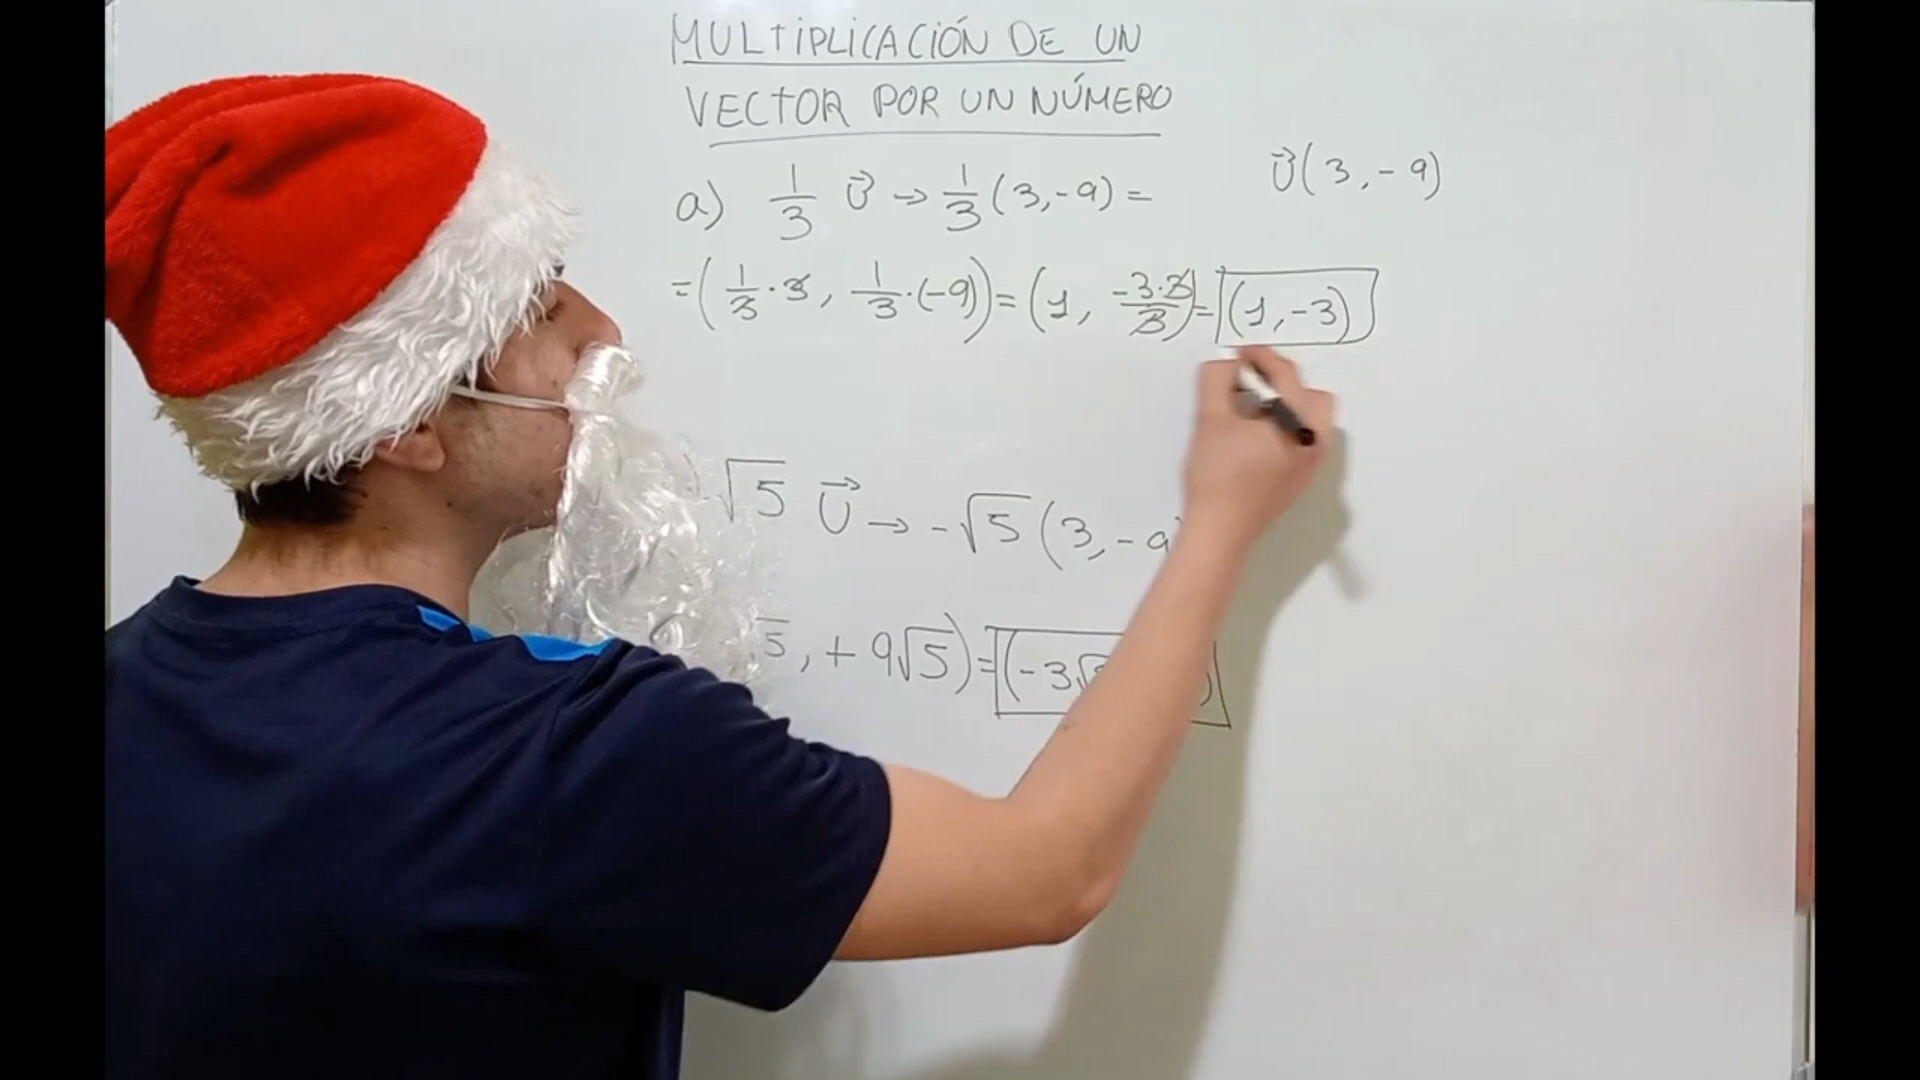 MULTIPLICACIÓN DE UN
VECTOR POR UN NÚMERO
U⃗(3,-9)
a) 1/3 U⃗ → 1/3 (3,-9) =
= (1/3 · 3, 1/3 · (-9)) = (1, -3·3/3) = (1,-3)
√5 U⃗ → -√5 (3,-9
5, + 9√5) = (-3√